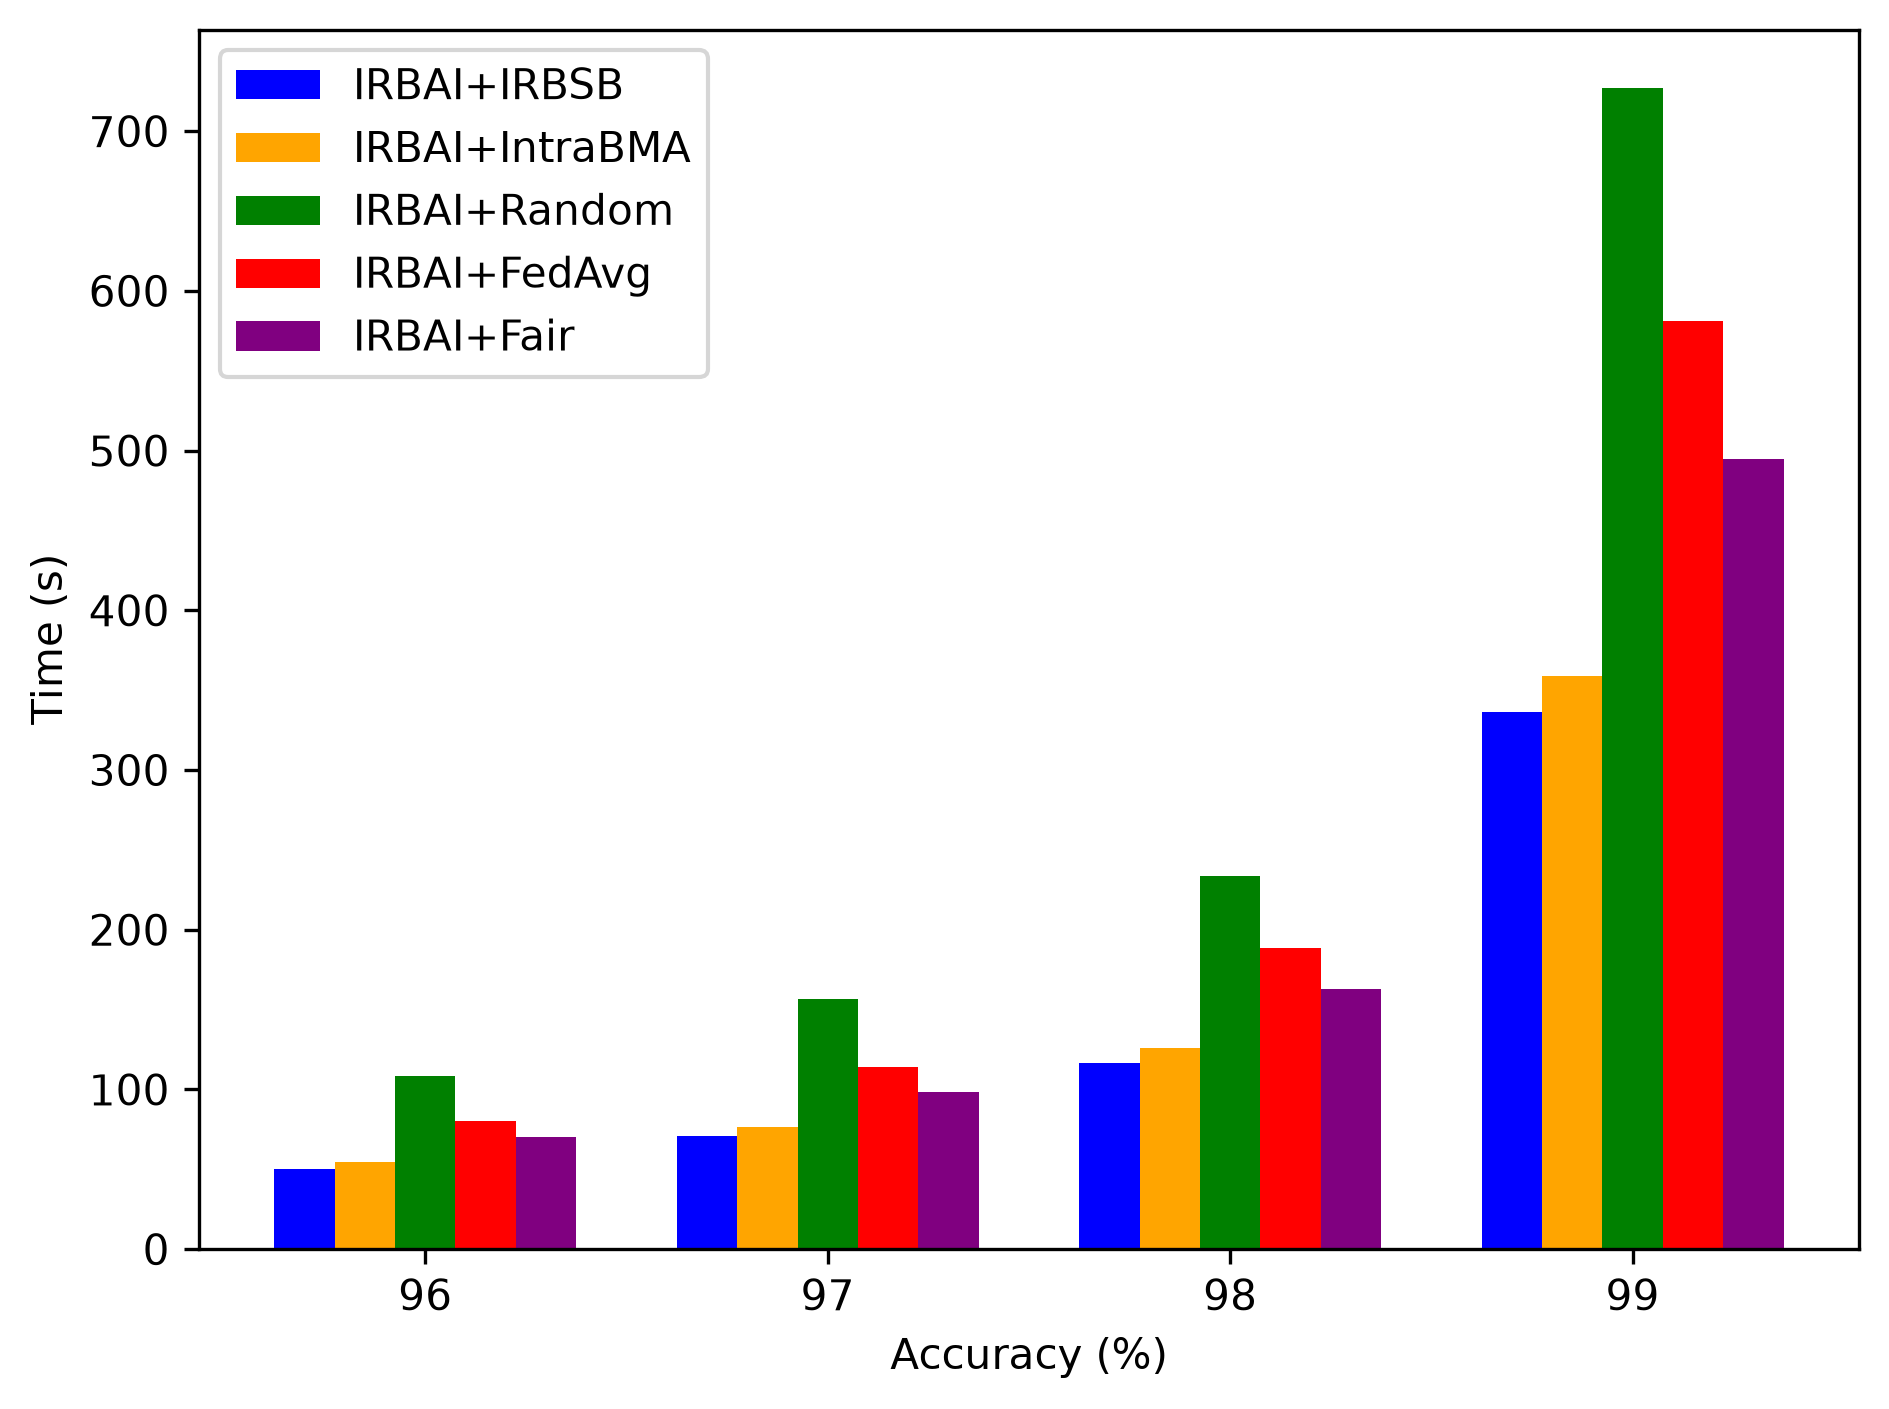 IRBAI+IRBSB
IRBAI+IntraBMA
IRBAI+Random
IRBAI+FedAvg
IRBAI+Fair
700
600
500
400
300
200
100
0
Time (s)
96 97 98 99
Accuracy (%)